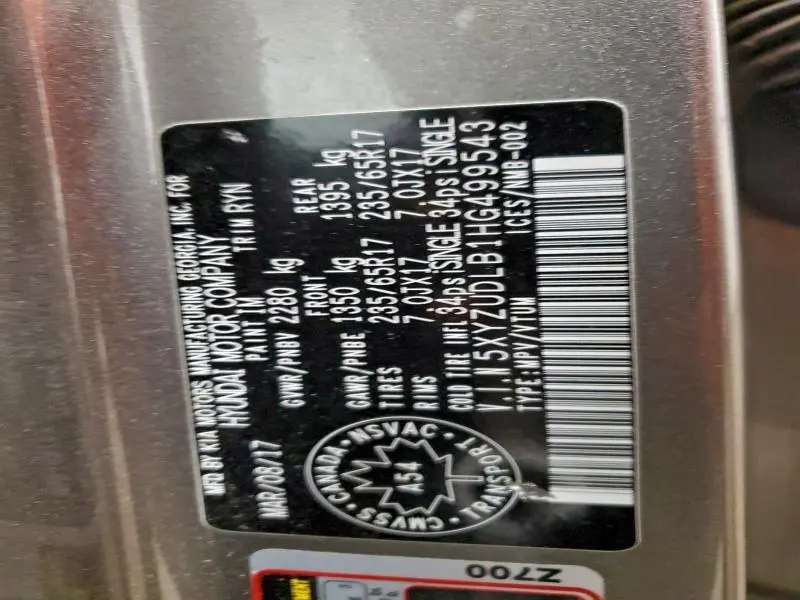 MFD BY KIA MOTORS MANUFACTURING GEORGIA, INC. FOR
HYUNDAI MOTOR COMPANY
MAR/08/17 PAINT 1M TRIM RYN
GVWR/PNBV 2280 kg
FRONT REAR
GAWR/PNBE 1350 kg 1395 kg
TIRES 235/65R17 235/65R17
RIMS 7.0JX17 7.0JX17
COLD TIRE INFL 34psi SINGLE 34psi SINGLE
V.i.N 5XYZUDLB1HG499543
TYPE:MPV/VTUM ICES/NMB-002
CANADA · NSVAC · TRANSPORT · CMVSS
A54
Z700